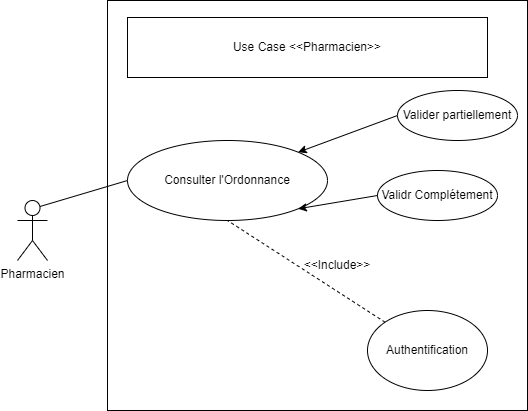 Use Case <<Pharmacien>>
Valider partiellement
Consulter l'Ordonnance
Validr Complétement
<<Include>>
Pharmacien
Authentification